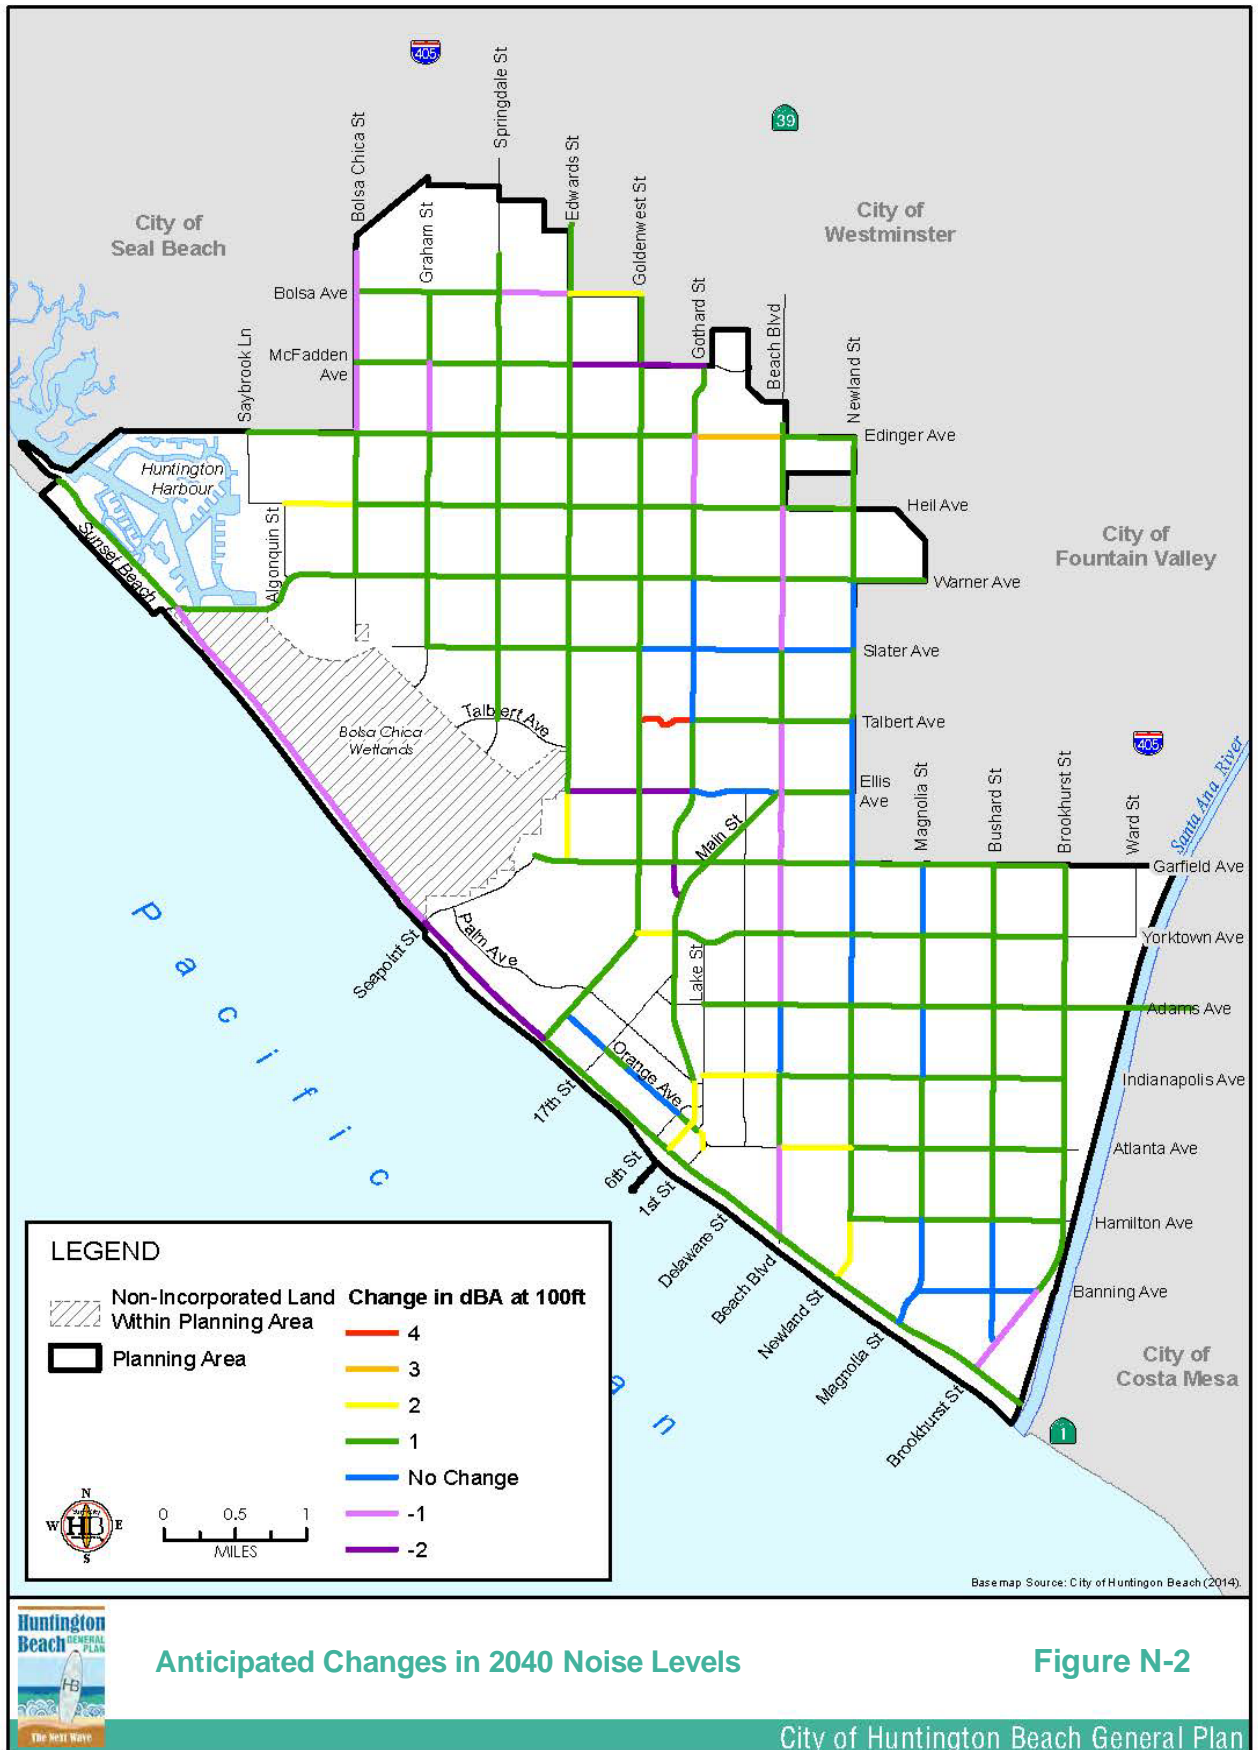 405
Springdale St
39
Bolsa Chica St
Edwards St
Graham St
Goldenwest St
City of
Seal Beach
City of
Westminster
Gothard St
Beach Blvd
Bolsa Ave
Saybrook Ln
McFadden
Ave
Newland St
Edinger Ave
Huntington
Harbour
Heil Ave
Algonquin St
Sunset Beach
City of
Fountain Valley
Warner Ave
Slater Ave
Talbert Ave
Talbert Ave
Bolsa Chica
Wetlands
405
Santa Ana River
Ellis
Ave
Magnolia St
Bushard St
Brookhurst St
Ward St
Main St
Garfield Ave
Pacific
Palm Ave
Seapoint St
Lake St
Yorktown Ave
Adams Ave
Orange Ave
17th St
Indianapolis Ave
Atlanta Ave
6th St
1st St
Delaware St
Beach Blvd
Newland St
Magnolia St
Brookhurst St
Hamilton Ave
Banning Ave
City of
Costa Mesa
1
an
LEGEND
Non-Incorporated Land
Within Planning Area
Planning Area
Change in dBA at 100ft
4
3
2
1
No Change
-1
-2
N
W
HB
E
S
0 0.5 1
MILES
Basemap Source: City of Huntingon Beach (2014).
Huntington
Beach GENERAL
PLAN
HB
The Next Wave
Anticipated Changes in 2040 Noise Levels
Figure N-2
City of Huntington Beach General Plan